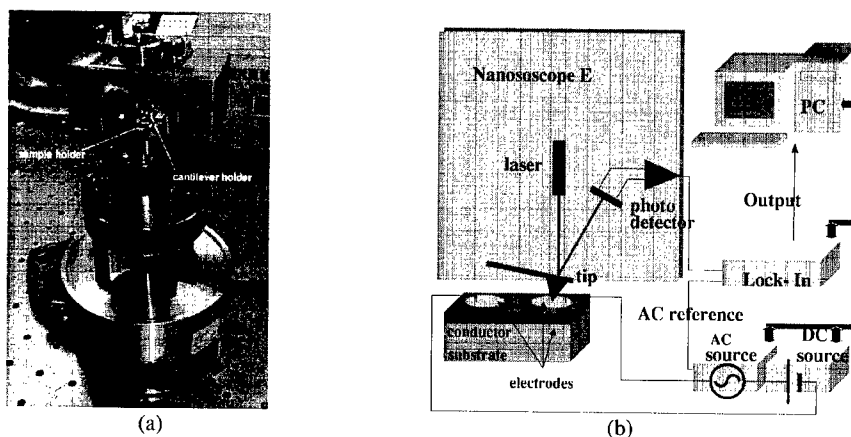 sample holder
cantilever holder
(a)
Nanososcope E
laser
photo
detector
tip
PC
Output
Lock- In
AC reference
conductor
substrate
electrodes
AC
source
DC
source
(b)